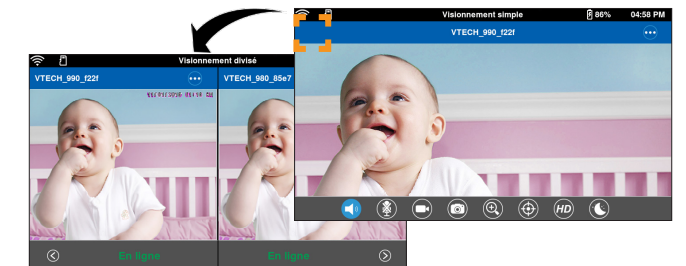 Visionnement simple 86% 04:58 PM
VTECH_990_f22f
HD
Visionnement divisé
VTECH_990_f22f VTECH_980_85e7
En ligne En ligne